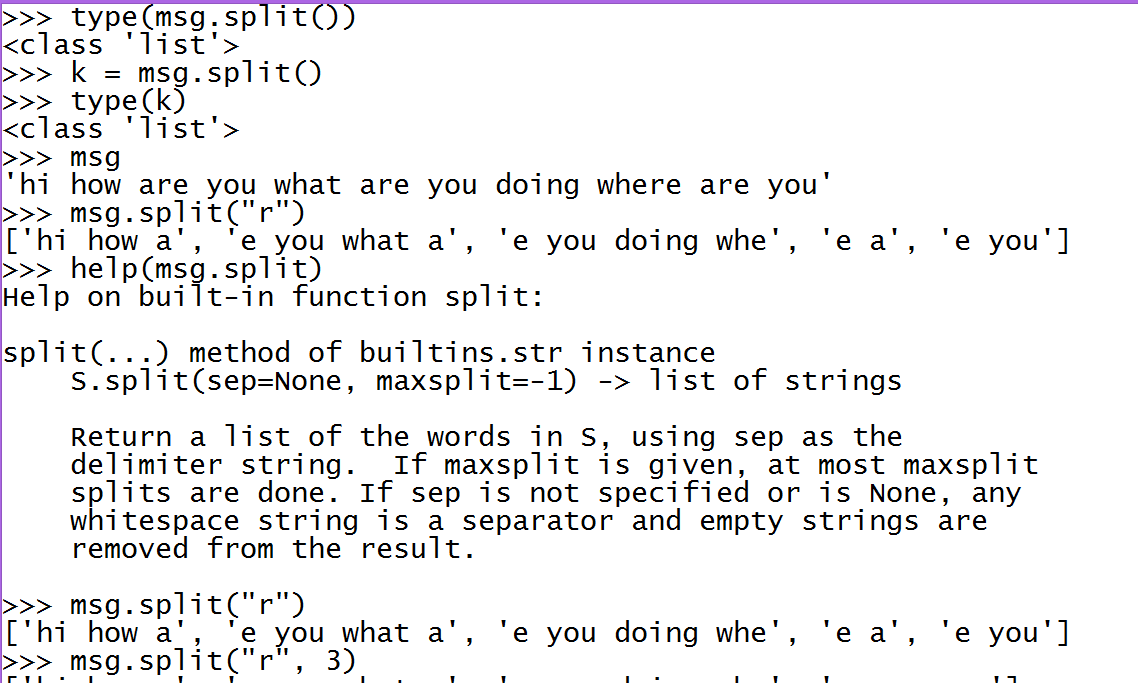 >>> type(msg.split())
<class 'list'>
>>> k = msg.split()
>>> type(k)
<class 'list'>
>>> msg
'hi how are you what are you doing where are you'
>>> msg.split("r")
['hi how a', 'e you what a', 'e you doing whe', 'e a', 'e you']
>>> help(msg.split)
Help on built-in function split:

split(...) method of builtins.str instance
    S.split(sep=None, maxsplit=-1) -> list of strings

    Return a list of the words in S, using sep as the
    delimiter string.  If maxsplit is given, at most maxsplit
    splits are done. If sep is not specified or is None, any
    whitespace string is a separator and empty strings are
    removed from the result.

>>> msg.split("r")
['hi how a', 'e you what a', 'e you doing whe', 'e a', 'e you']
>>> msg.split("r", 3)